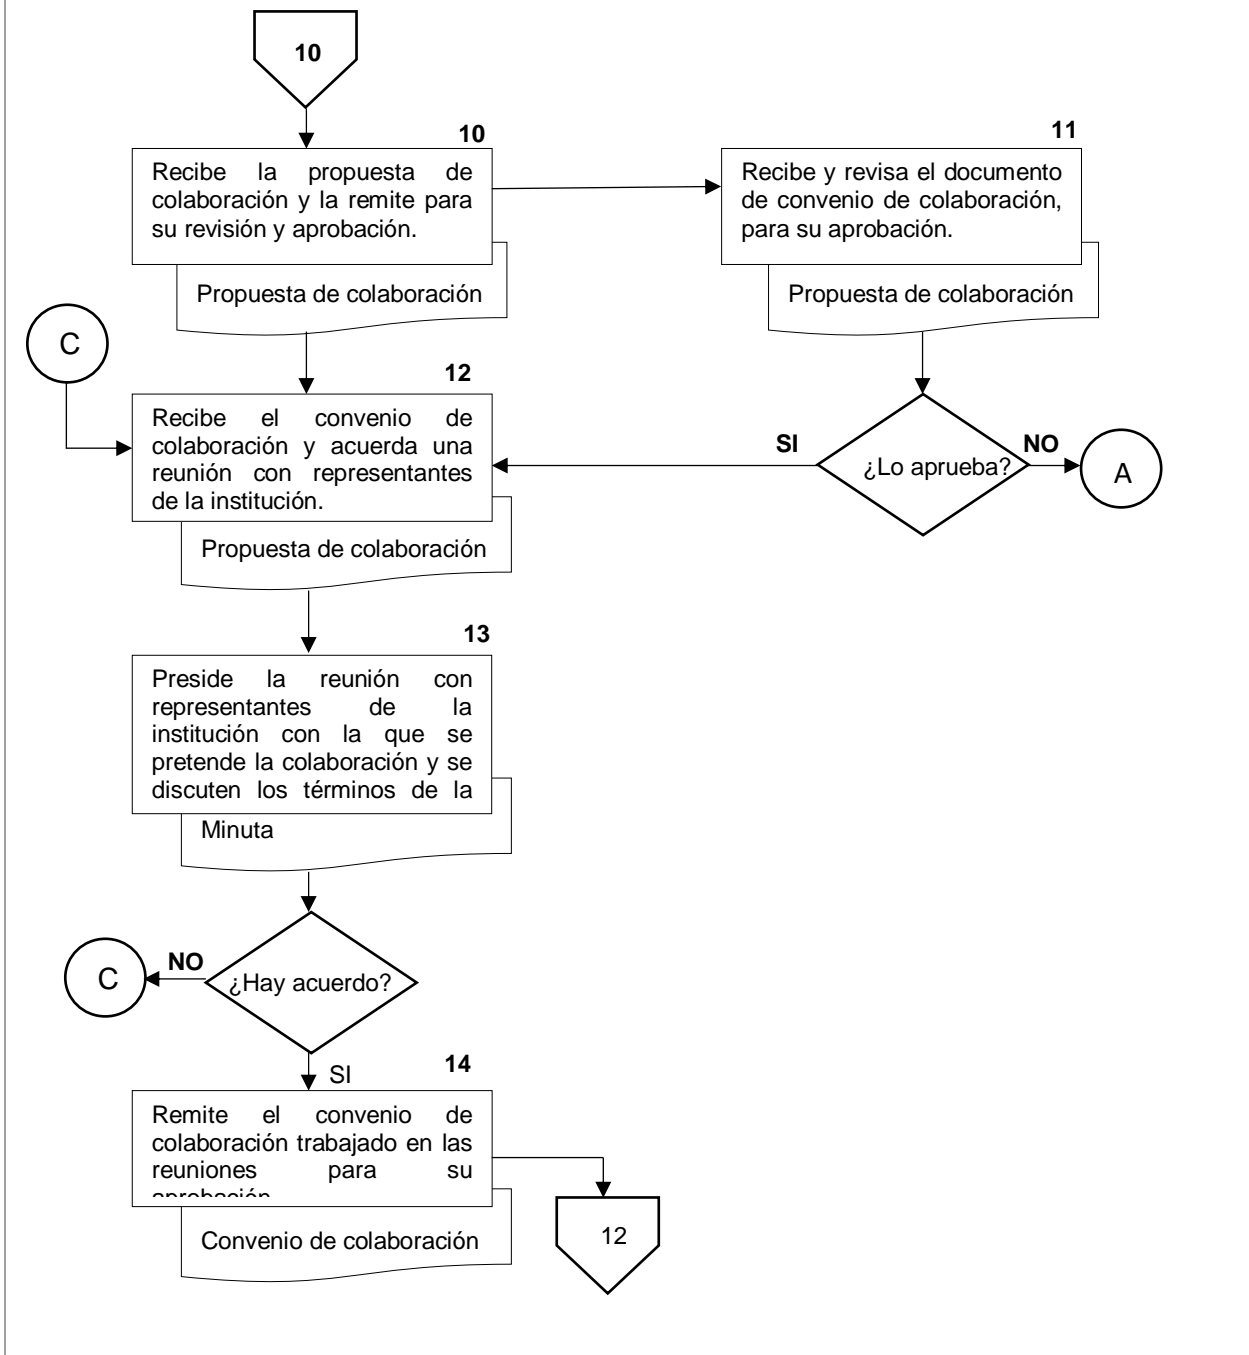 10
10
Recibe la propuesta de
colaboración y la remite para
su revisión y aprobación.
Propuesta de colaboración
11
Recibe y revisa el documento
de convenio de colaboración,
para su aprobación.
Propuesta de colaboración
C
12
Recibe el convenio de
colaboración y acuerda una
reunión con representantes
de la institución.
Propuesta de colaboración
SI
¿Lo aprueba?
NO
A
13
Preside la reunión con
representantes de la
institución con la que se
pretende la colaboración y se
discuten los términos de la
Minuta
C
NO
¿Hay acuerdo?
SI
14
Remite el convenio de
colaboración trabajado en las
reuniones para su
aprobación
Convenio de colaboración
12